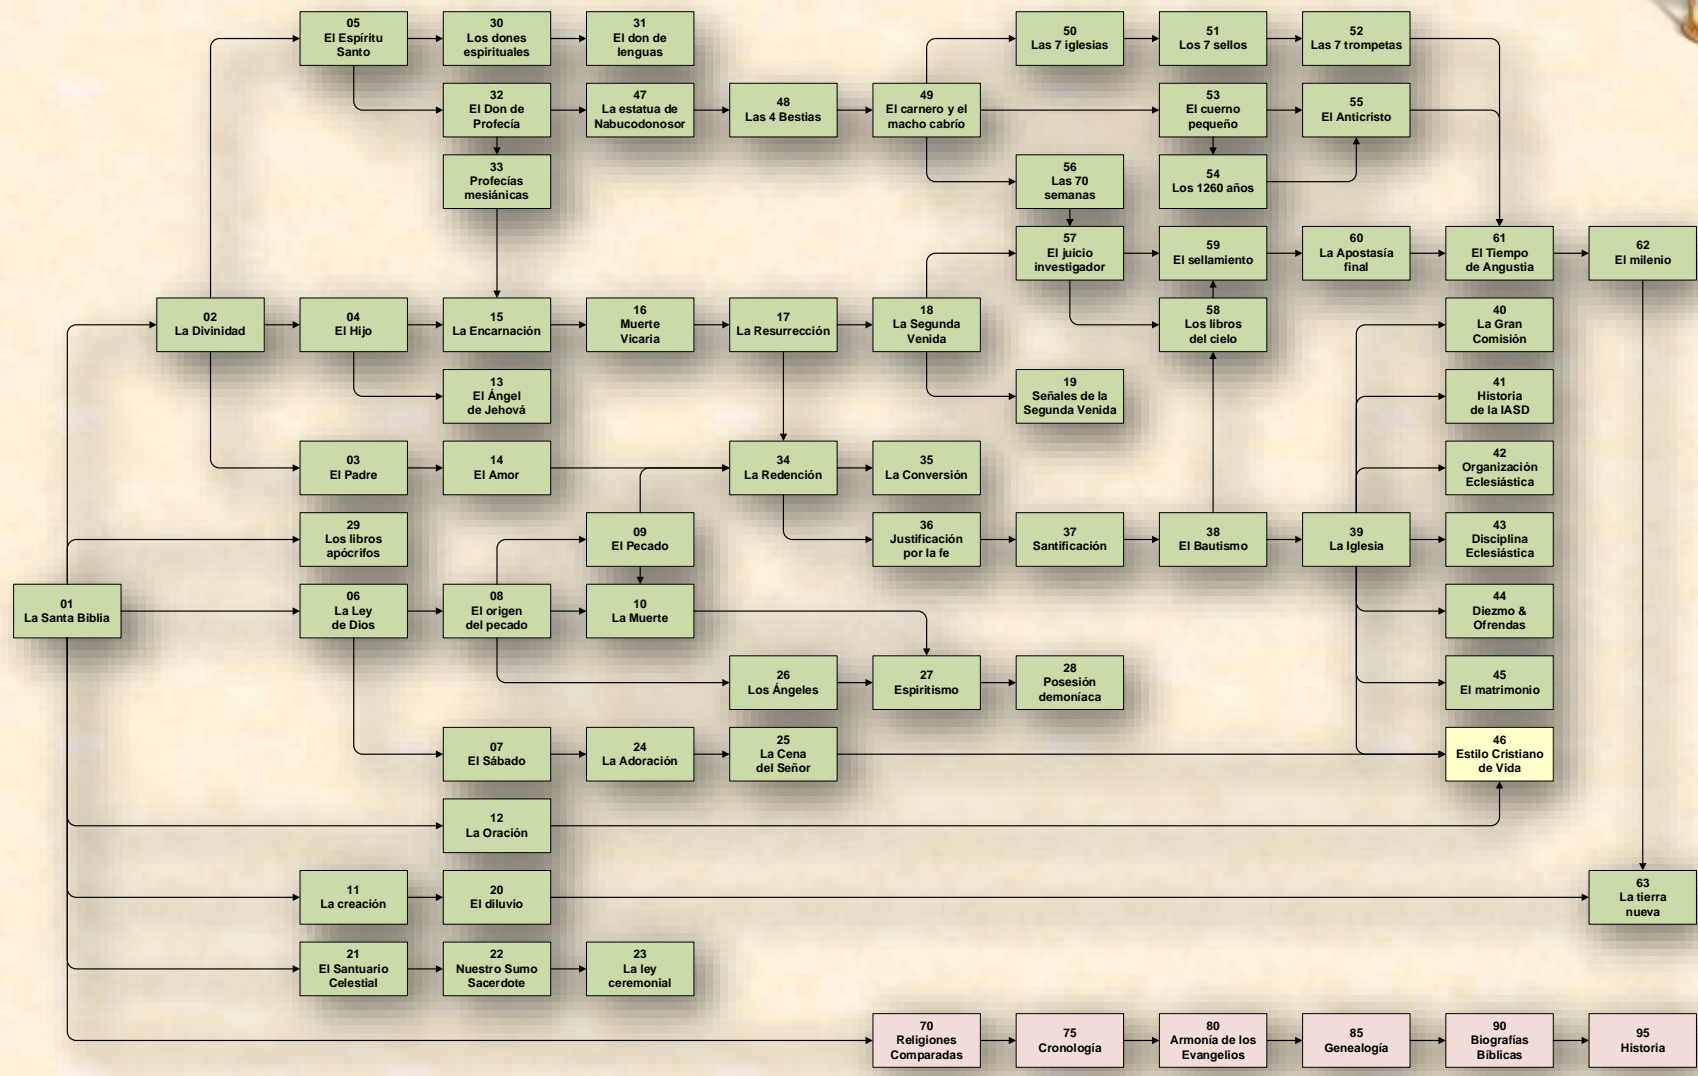 05
El Espíritu
Santo
30
Los dones
espirituales
31
El don de
lenguas
50
Las 7 iglesias
51
Los 7 sellos
52
Las 7 trompetas
32
El Don de
Profecía
47
La estatua de
Nabucodonosor
48
Las 4 Bestias
49
El carnero y el
macho cabrío
53
El cuerno
pequeño
55
El Anticristo
33
Profecías
mesiánicas
56
Las 70
semanas
54
Los 1260 años
57
El juicio
investigador
59
El sellamiento
60
La Apostasía
final
61
El Tiempo
de Angustia
62
El milenio
02
La Divinidad
04
El Hijo
15
La Encarnación
16
Muerte
Vicaria
17
La Resurrección
18
La Segunda
Venida
58
Los libros
del cielo
40
La Gran
Comisión
13
El Ángel
de Jehová
19
Señales de la
Segunda Venida
41
Historia
de la IASD
03
El Padre
14
El Amor
34
La Redención
35
La Conversión
42
Organización
Eclesiástica
29
Los libros
apócrifos
09
El Pecado
36
Justificación
por la fe
37
Santificación
38
El Bautismo
39
La Iglesia
43
Disciplina
Eclesiástica
01
La Santa Biblia
06
La Ley
de Dios
08
El origen
del pecado
10
La Muerte
44
Diezmo &
Ofrendas
26
Los Ángeles
27
Espiritismo
28
Posesión
demoníaca
45
El matrimonio
07
El Sábado
24
La Adoración
25
La Cena
del Señor
46
Estilo Cristiano
de Vida
12
La Oración
11
La creación
20
El diluvio
63
La tierra
nueva
21
El Santuario
Celestial
22
Nuestro Sumo
Sacerdote
23
La ley
ceremonial
70
Religiones
Comparadas
75
Cronología
80
Armonía de los
Evangelios
85
Genealogía
90
Biografías
Bíblicas
95
Historia